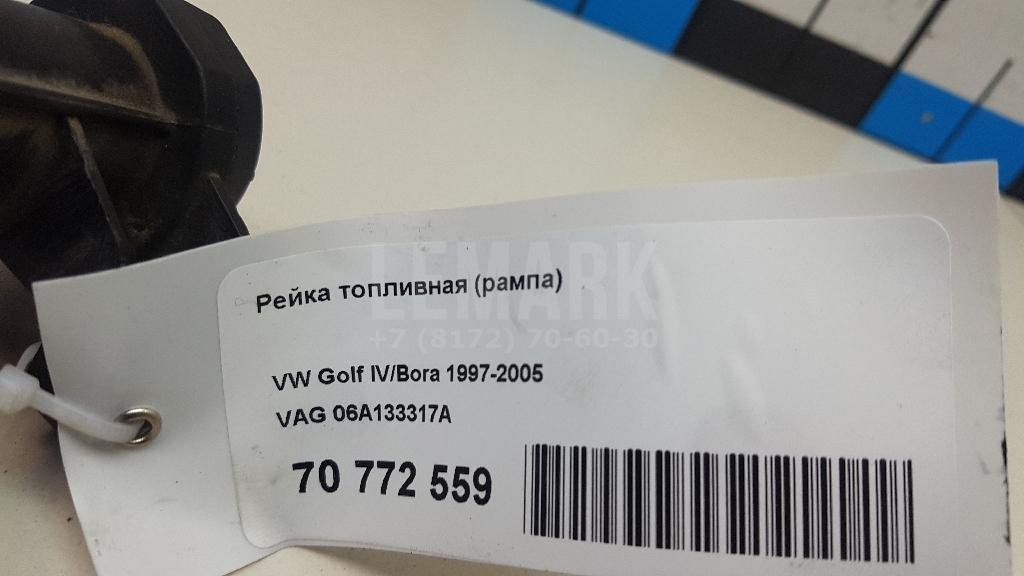 LEMARK
Рейка топливная (рампа)
+7 (8172) 70-60-30
VW Golf IV/Bora 1997-2005
VAG 06A133317A
70 772 559